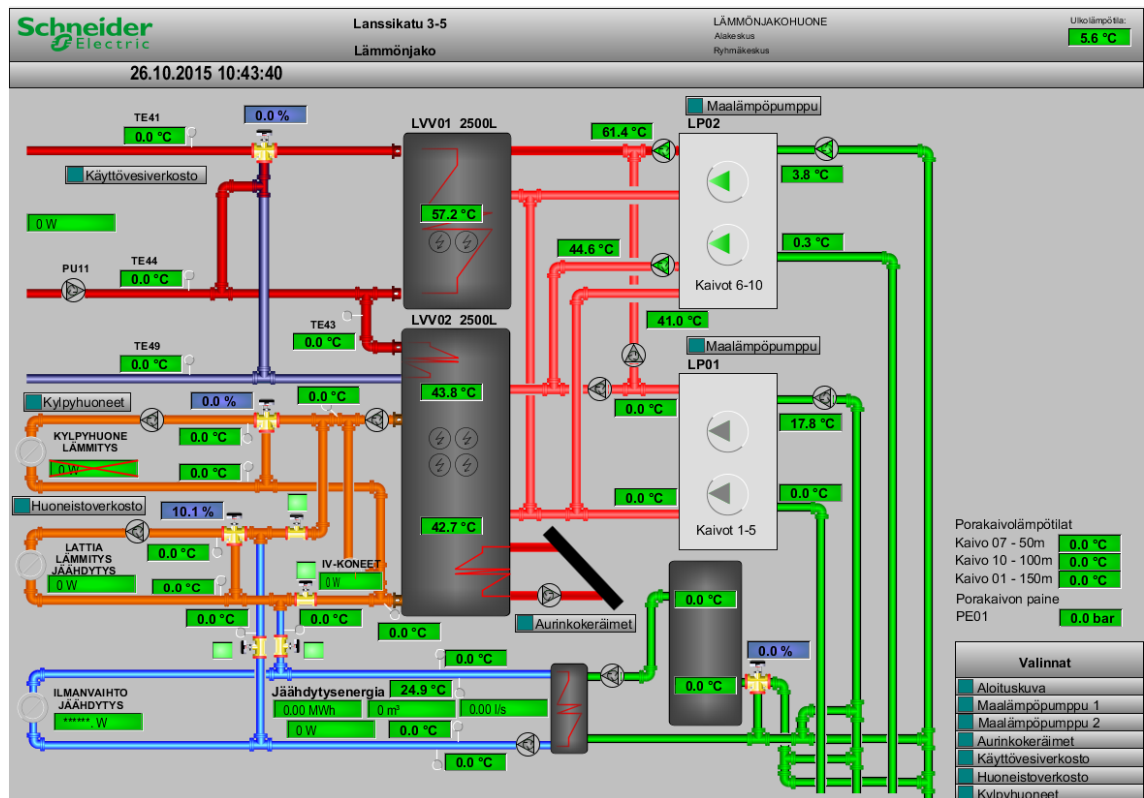 Schneider Electric
Lanssikatu 3-5
Lämmönjako
LÄMMÖNJAKOHUONE
Alakeskus
Ryhmäkeskus
Ulkolämpötila:
5.6 °C
26.10.2015 10:43:40
TE41
0.0 °C
0.0 %
LVV01 2500L
61.4 °C
Maalämpöpumppu
LP02
Käyttövesiverkosto
3.8 °C
57.2 °C
0 W
44.6 °C
0.3 °C
PU11
TE44
0.0 °C
Kaivot 6-10
TE43
0.0 °C
LVV02 2500L
41.0 °C
Maalämpöpumppu
LP01
TE49
0.0 °C
43.8 °C
0.0 °C
17.8 °C
Kylpyhuoneet
0.0 %
0.0 °C
KYLPYHUONE
LÄMMITYS
0 W
0.0 °C
0.0 °C
Huoneistoverkosto
10.1 %
0.0 °C
0.0 °C
Kaivot 1-5
42.7 °C
LATTIA
LÄMMITYS
JÄÄHDYTYS
0 W
0.0 °C
0.0 °C
IV-KONEET
0 W
0.0 °C
0.0 °C
0.0 °C
Aurinkokeräimet
Porakaivolämpötilat
Kaivo 07 - 50m 0.0 °C
Kaivo 10 - 100m 0.0 °C
Kaivo 01 - 150m 0.0 °C
Porakaivon paine
PE01 0.0 bar
0.0 °C
0.0 °C
0.0 °C
0.0 %
ILMANVAIHTO
JÄÄHDYTYS
******. W
Jäähdytysenergia 24.9 °C
0.00 MWh 0 m³ 0.00 l/s
0 W 0.0 °C
0.0 °C
Valinnat
Aloituskuva
Maalämpöpumppu 1
Maalämpöpumppu 2
Aurinkokeräimet
Käyttövesiverkosto
Huoneistoverkosto
Kylpyhuoneet